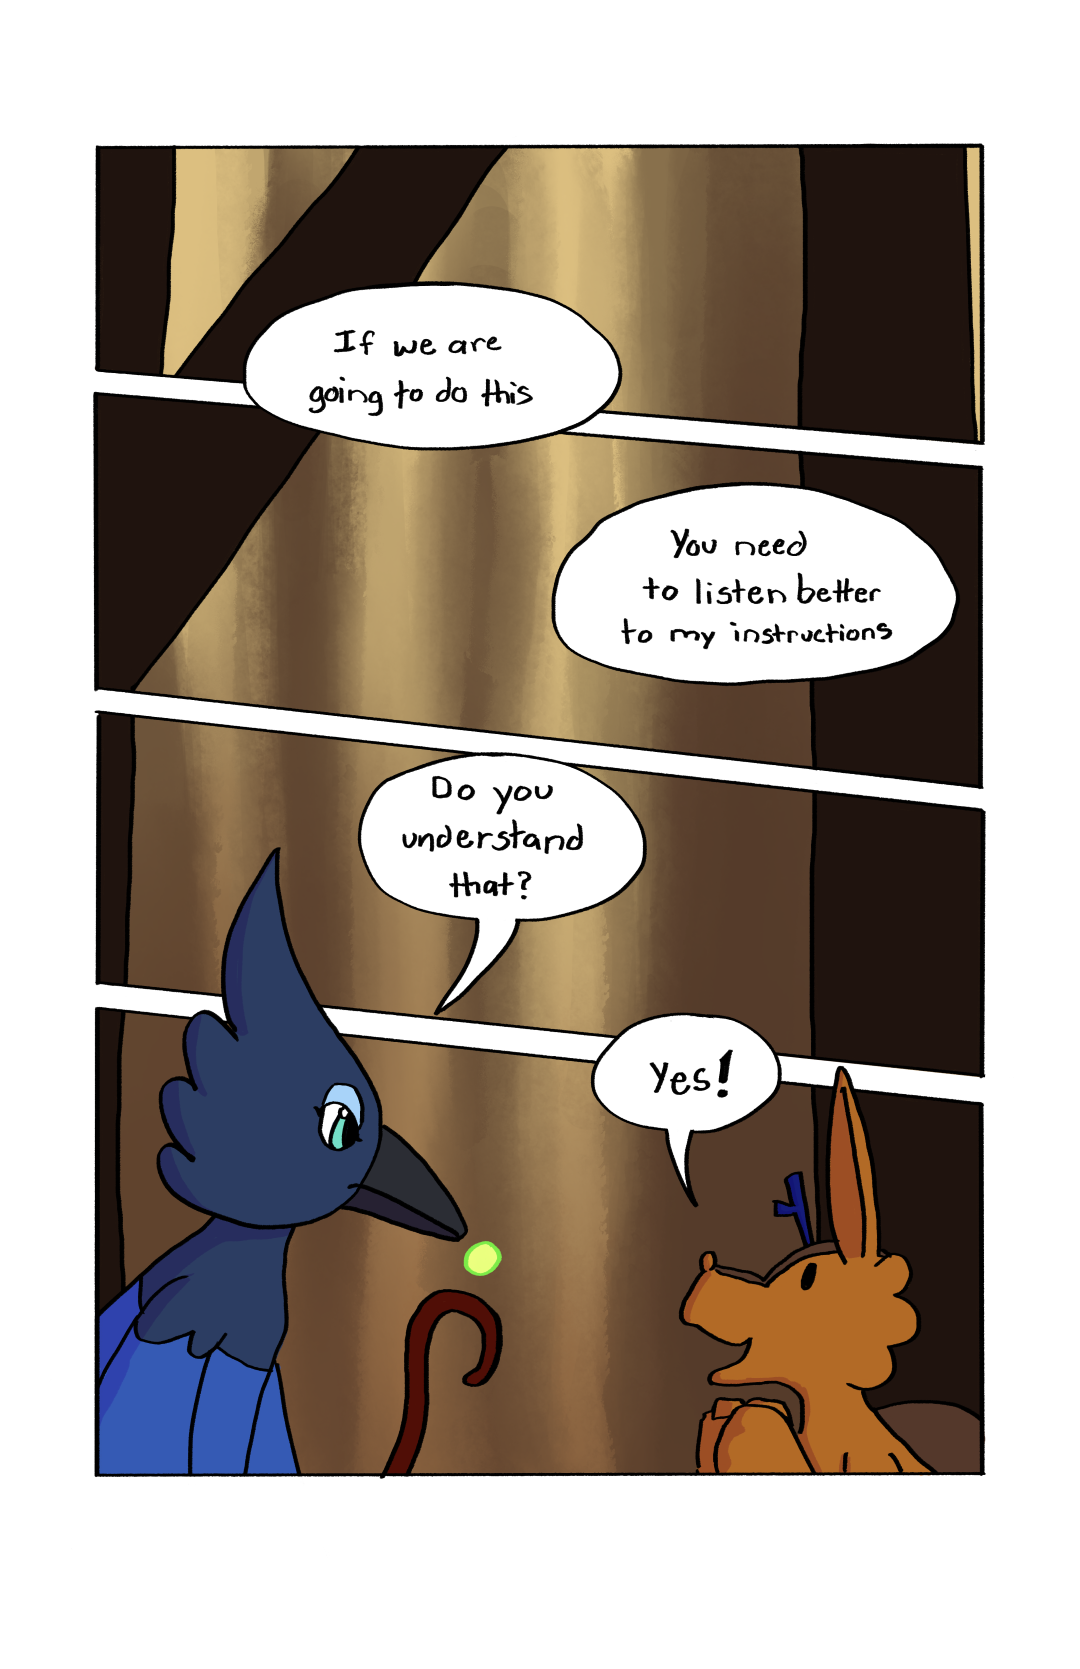 If we are
going to do this
You need
to listen better
to my instructions
Do you
understand
that?
Yes!